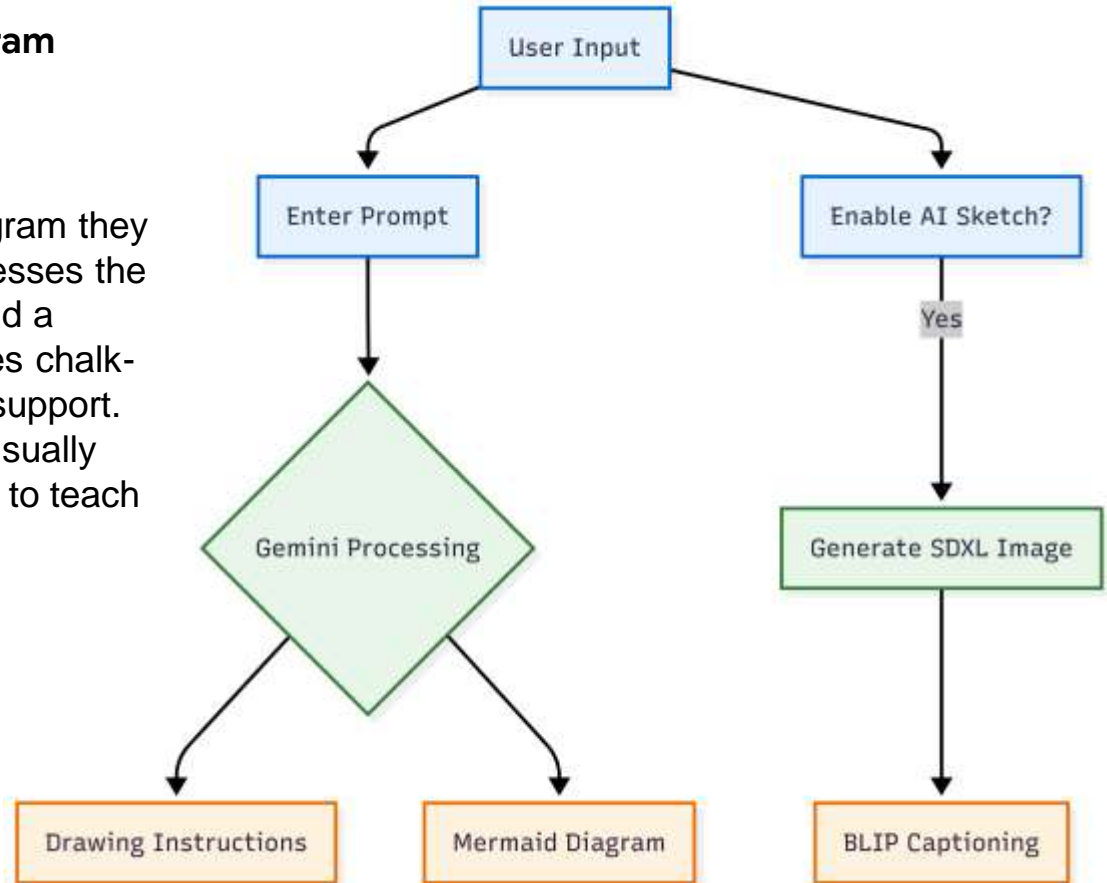 ram
gram they
esses the
d a
es chalk-
support.
sually
to teach
User Input
Enter Prompt
Enable AI Sketch?
Yes
Gemini Processing
Generate SDXL Image
Drawing Instructions
Mermaid Diagram
BLIP Captioning